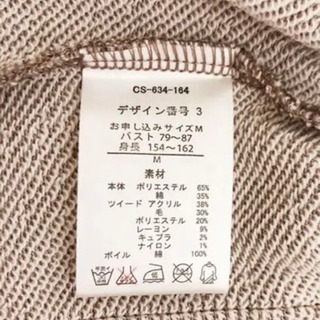 CS-634-164
デザイン番号 3
お申し込みサイズM
バスト 79~87
身長 154~162
M
素材
本体 ポリエステル 65%
綿 35%
ツイード アクリル 38%
毛 30%
ポリエステル 20%
レーヨン 9%
キュプラ 2%
ナイロン 1%
ボイル 綿 100%